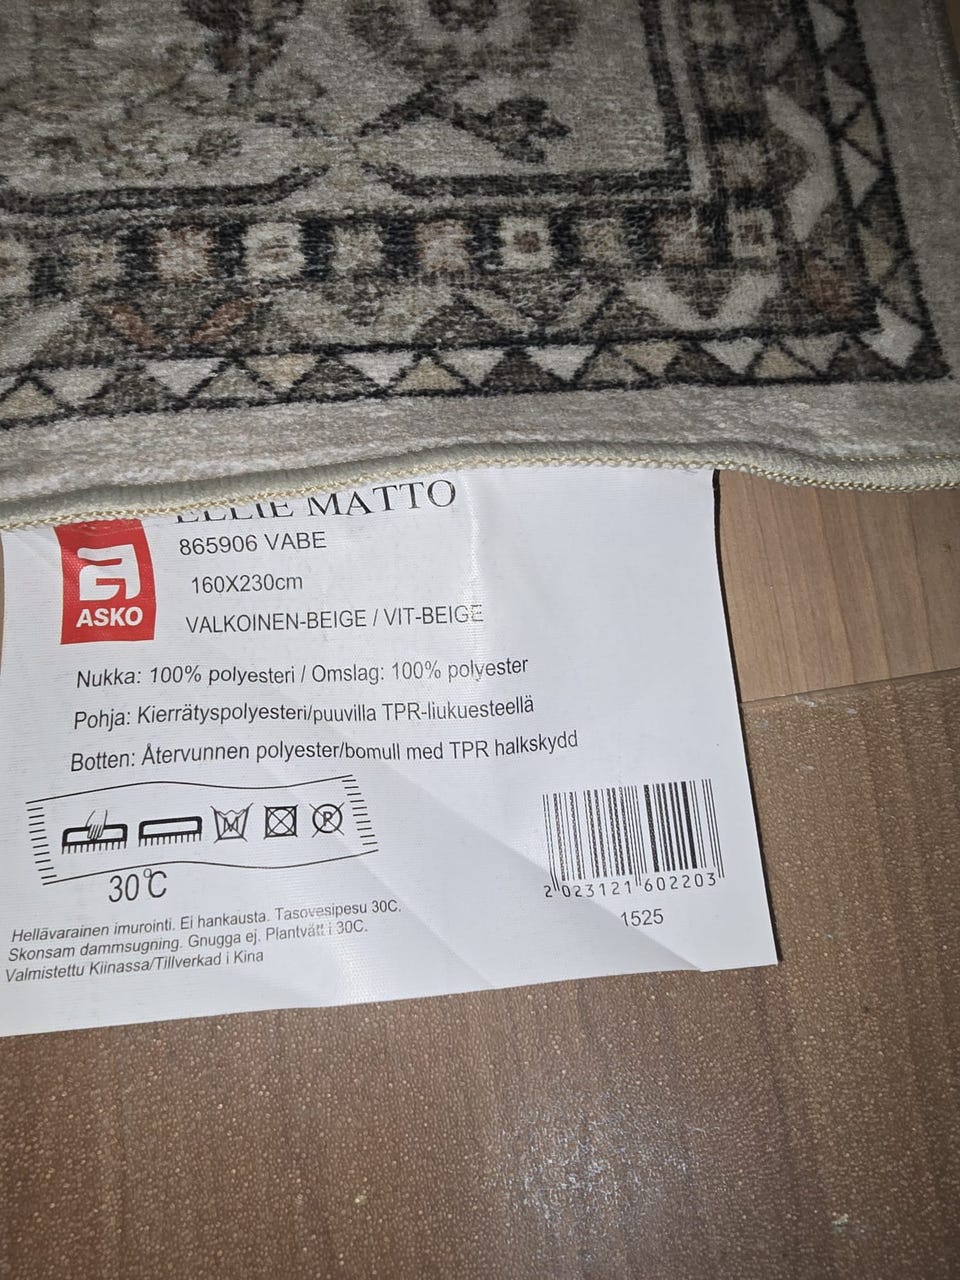 ELLIE MATTO
865906 VABE
160X230cm
VALKOINEN-BEIGE / VIT-BEIGE
ASKO
Nukka: 100% polyesteri / Omslag: 100% polyester
Pohja: Kierrätyspolyesteri/puuvilla TPR-liukuesteellä
Botten: Återvunnen polyester/bomull med TPR halkskydd
30°C
Hellävarainen imurointi. Ei hankausta. Tasovesipesu 30C.
Skonsam dammsugning. Gnugga ej. Plantvätt i 30C.
Valmistettu Kiinassa/Tillverkad i Kina
2 023121 602203
1525